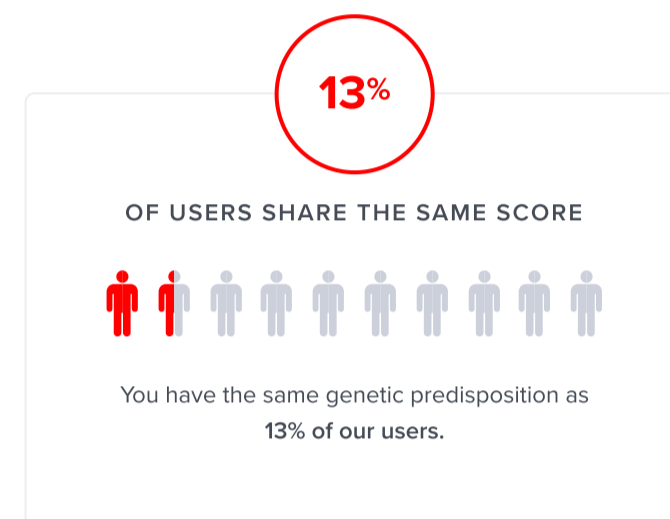 13%
OF USERS SHARE THE SAME SCORE
You have the same genetic predisposition as
13% of our users.